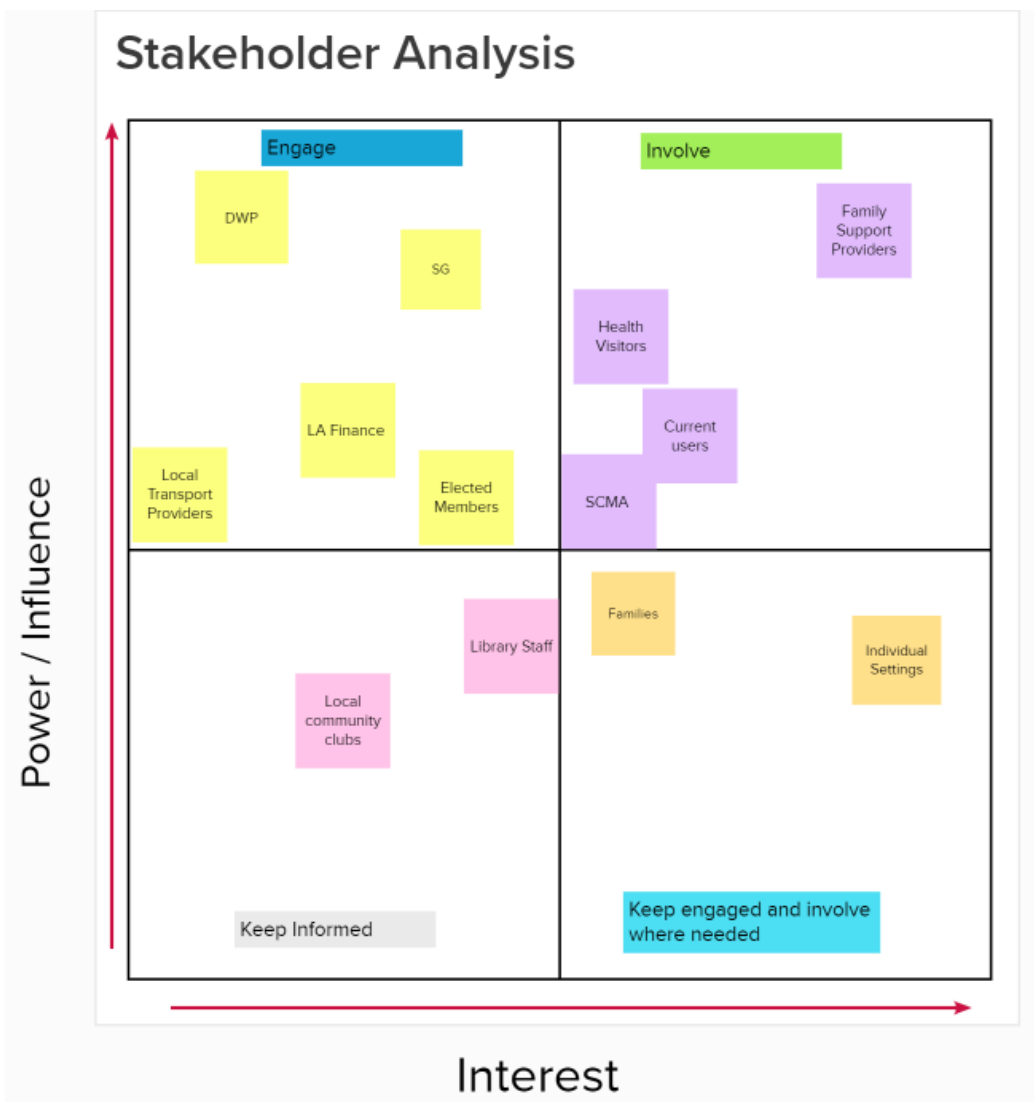 Stakeholder Analysis
Engage
Involve
DWP
SG
Family
Support
Providers
Health
Visitors
LA Finance
Current
users
Local
Transport
Providers
Elected
Members
SCMA
Families
Library Staff
Individual
Settings
Local
community
clubs
Keep Informed
Keep engaged and involve
where needed
Power / Influence
Interest